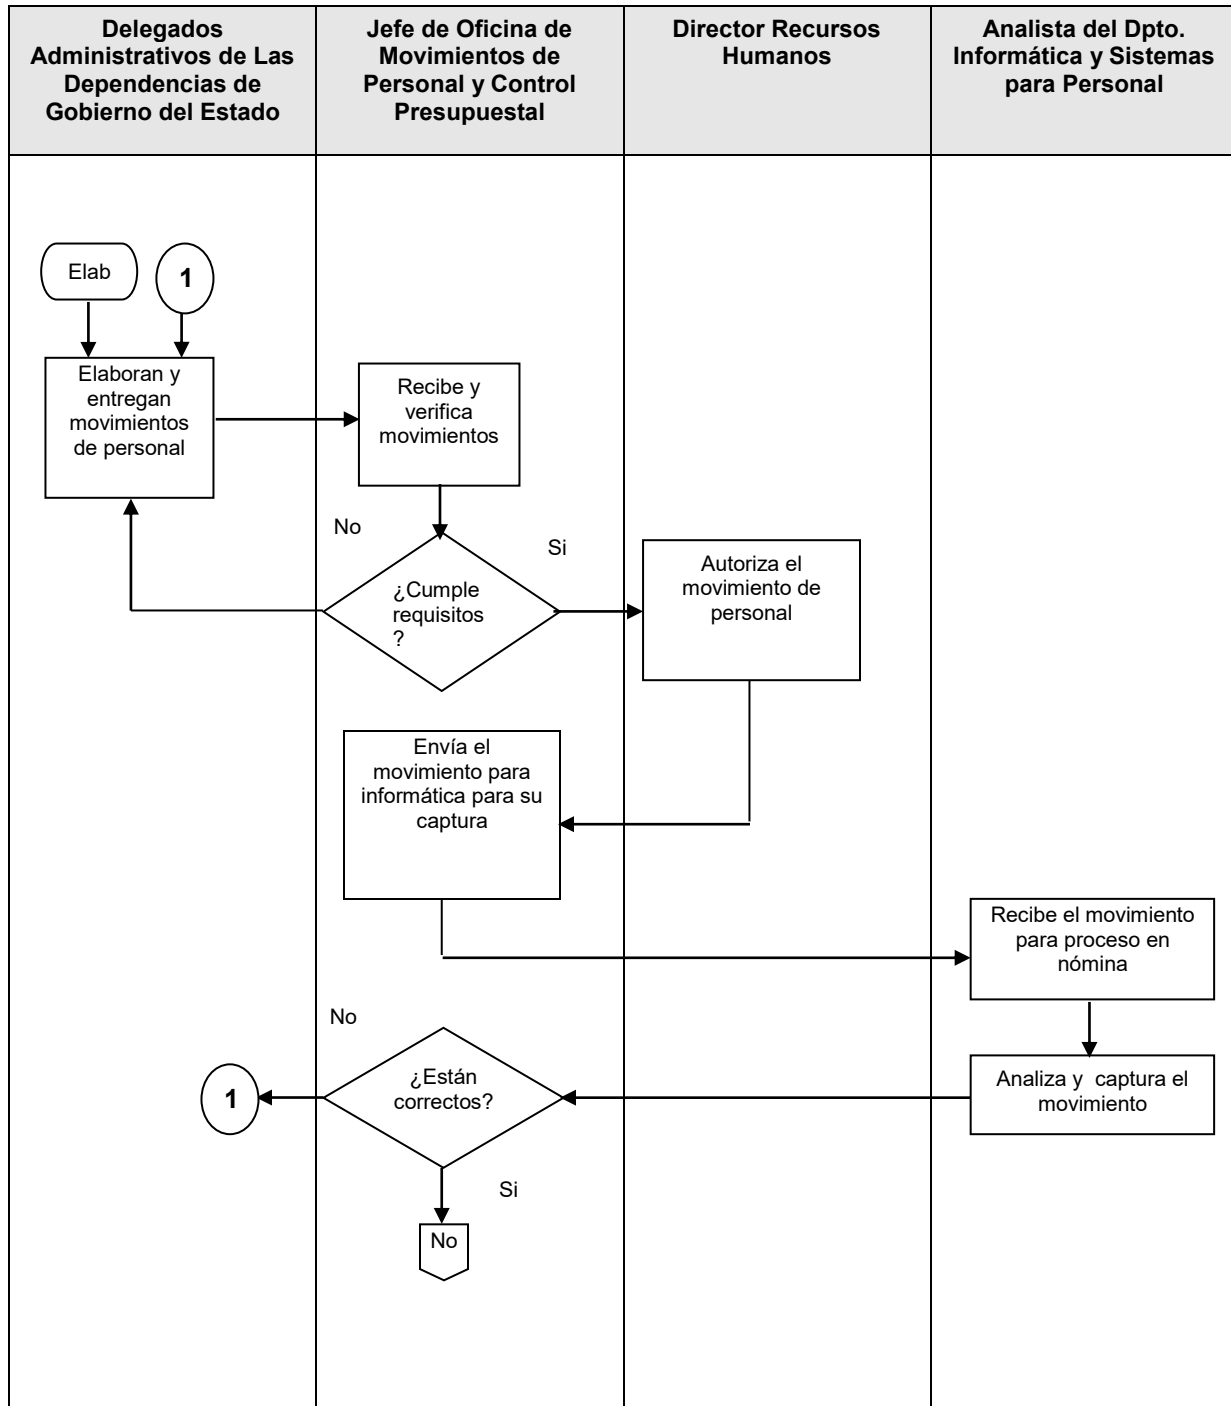 Delegados
Administrativos de Las
Dependencias de
Gobierno del Estado
Jefe de Oficina de
Movimientos de
Personal y Control
Presupuestal
Director Recursos
Humanos
Analista del Dpto.
Informática y Sistemas
para Personal
Elab
1
Elaboran y
entregan
movimientos
de personal
Recibe y
verifica
movimientos
No
Si
¿Cumple
requisitos
?
Autoriza el
movimiento de
personal
Envía el
movimiento para
informática para su
captura
Recibe el movimiento
para proceso en
nómina
No
1
¿Están
correctos?
Analiza y  captura el
movimiento
Si
No